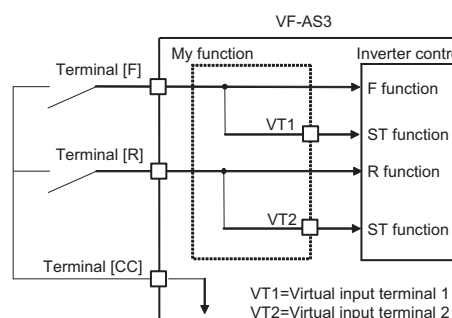 VF-AS3
My function
Inverter contro
Terminal [F]
F function
VT1
ST function
Terminal [R]
R function
VT2
ST function
Terminal [CC]
VT1=Virtual input terminal 1
VT2=Virtual input terminal 2